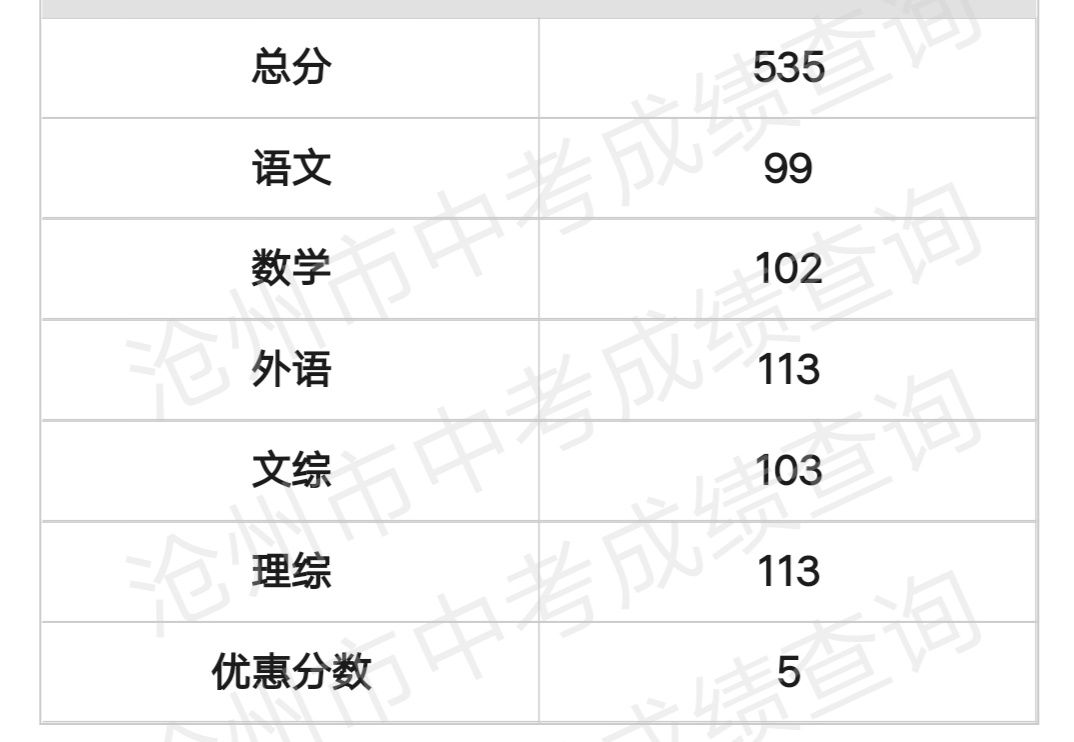 总分 535
语文 99
数学 102
外语 113
文综 103
理综 113
优惠分数 5
沧州市中考成绩查询
沧州市中考成绩查询
沧州市中考成绩查询